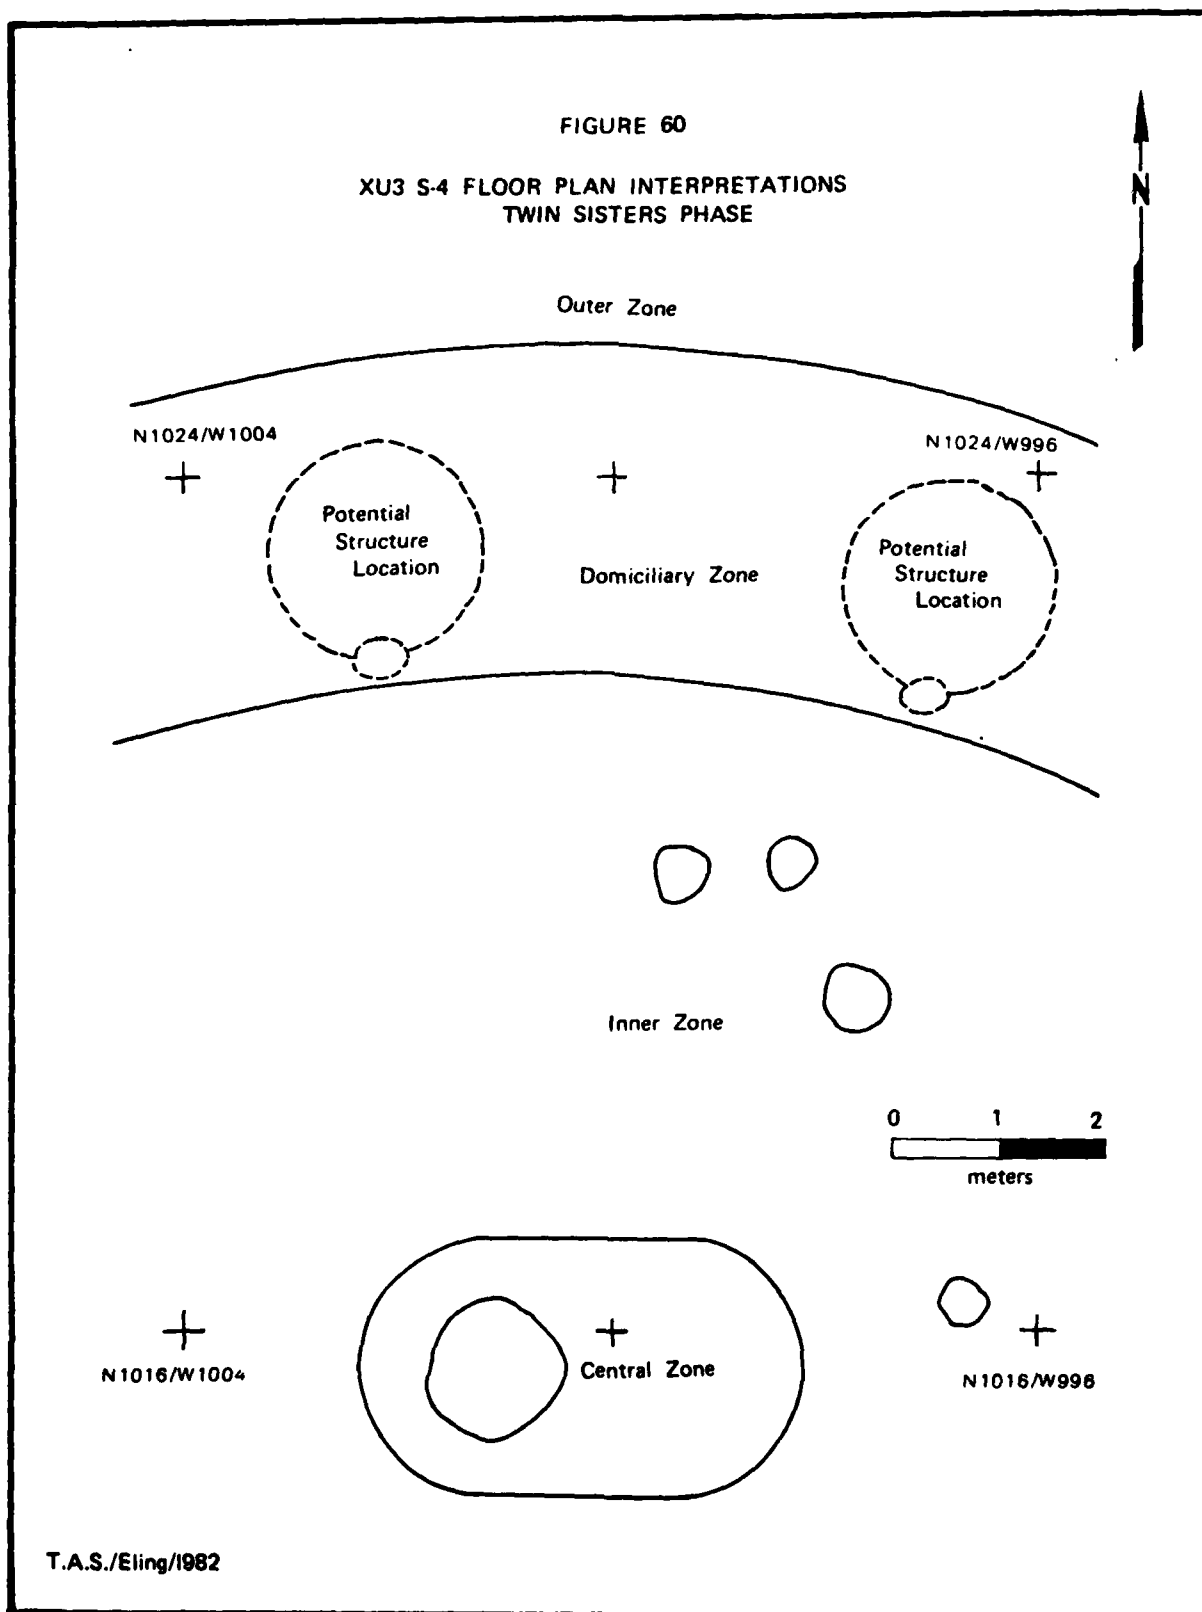 FIGURE 60
XU3 S-4 FLOOR PLAN INTERPRETATIONS
TWIN SISTERS PHASE
N
Outer Zone
N1024/W1004
N1024/W996
Potential
Structure
Location
Domiciliary Zone
Potential
Structure
Location
Inner Zone
0 1 2
meters
Central Zone
N1016/W1004
N1016/W996
T.A.S./Eling/1982